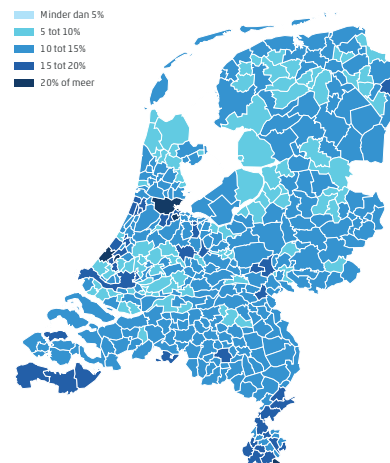 Minder dan 5%
5 tot 10%
10 tot 15%
15 tot 20%
20% of meer